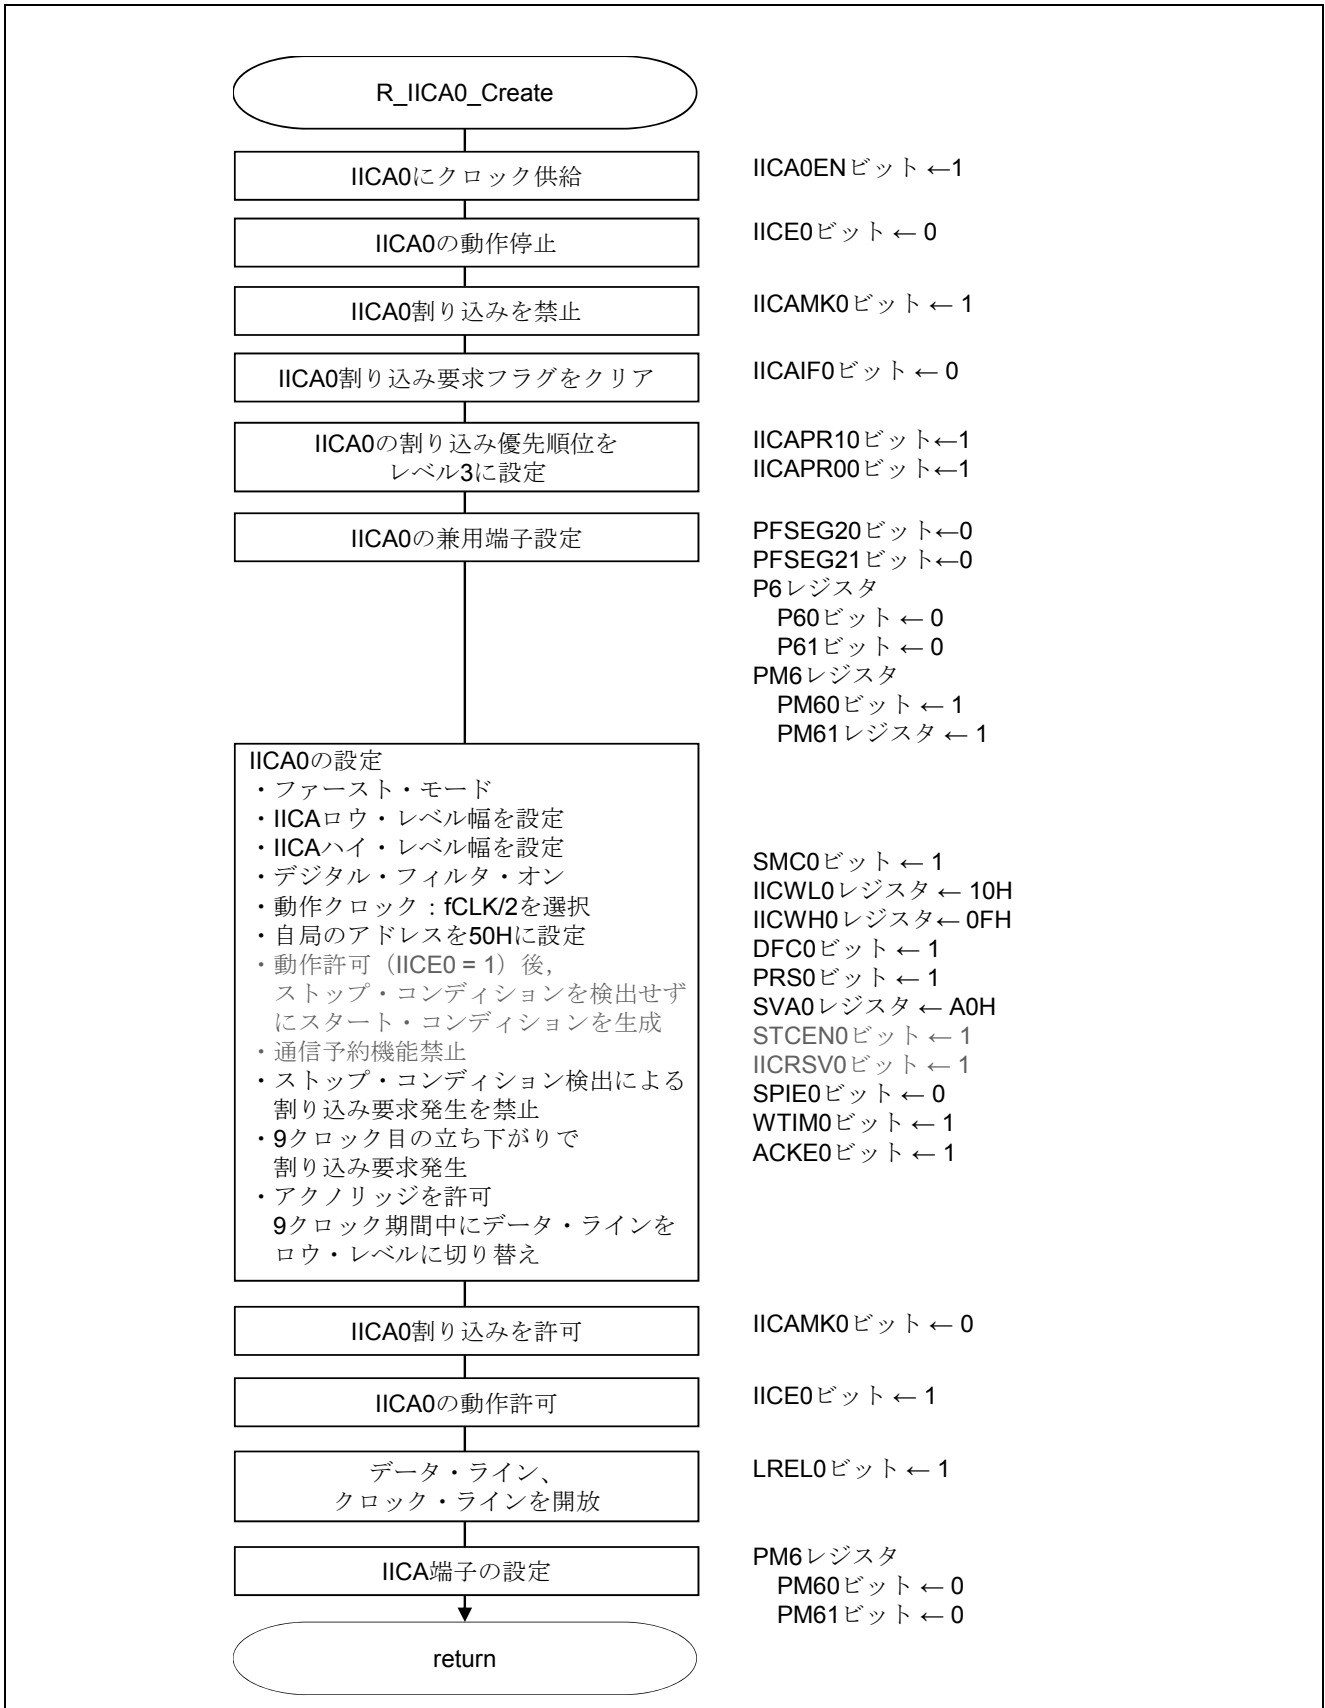 R_IICA0_Create
IICA0にクロック供給
IICA0ENビット ←1
IICA0の動作停止
IICE0ビット ← 0
IICA0割り込みを禁止
IICAMK0ビット ← 1
IICA0割り込み要求フラグをクリア
IICAIF0ビット ← 0
IICA0の割り込み優先順位を
レベル3に設定
IICAPR10ビット←1
IICAPR00ビット←1
IICA0の兼用端子設定
PFSEG20ビット←0
PFSEG21ビット←0
P6レジスタ
P60ビット ← 0
P61ビット ← 0
PM6レジスタ
PM60ビット ← 1
PM61レジスタ ← 1
IICA0の設定
・ファースト・モード
・IICAロウ・レベル幅を設定
・IICAハイ・レベル幅を設定
・デジタル・フィルタ・オン
・動作クロック：fCLK/2を選択
・自局のアドレスを50Hに設定
・動作許可（IICE0 = 1）後,
ストップ・コンディションを検出せず
にスタート・コンディションを生成
・通信予約機能禁止
・ストップ・コンディション検出による
割り込み要求発生を禁止
・9クロック目の立ち下がりで
割り込み要求発生
・アクノリッジを許可
9クロック期間中にデータ・ラインを
ロウ・レベルに切り替え
SMC0ビット ← 1
IICWL0レジスタ ← 10H
IICWH0レジスタ← 0FH
DFC0ビット ← 1
PRS0ビット ← 1
SVA0レジスタ ← A0H
STCEN0ビット ← 1
IICRSV0ビット ← 1
SPIE0ビット ← 0
WTIM0ビット ← 1
ACKE0ビット ← 1
IICA0割り込みを許可
IICAMK0ビット ← 0
IICA0の動作許可
IICE0ビット ← 1
データ・ライン、
クロック・ラインを開放
LREL0ビット ← 1
IICA端子の設定
PM6レジスタ
PM60ビット ← 0
PM61ビット ← 0
return